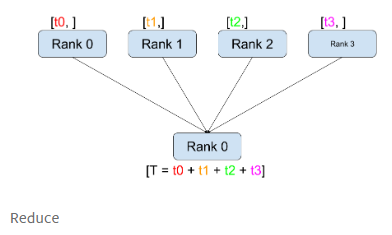 [t0, ] [t1,] [t2,] [t3, ]
Rank 0 Rank 1 Rank 2 Rank 3
Rank 0
[T = t0 + t1 + t2 + t3]
Reduce